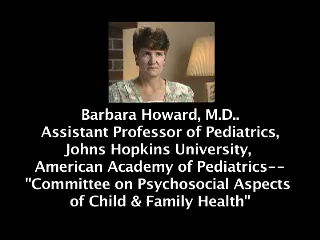 Barbara Howard, M.D..
Assistant Professor of Pediatrics,
Johns Hopkins University,
American Academy of Pediatrics--
"Committee on Psychosocial Aspects
of Child & Family Health"